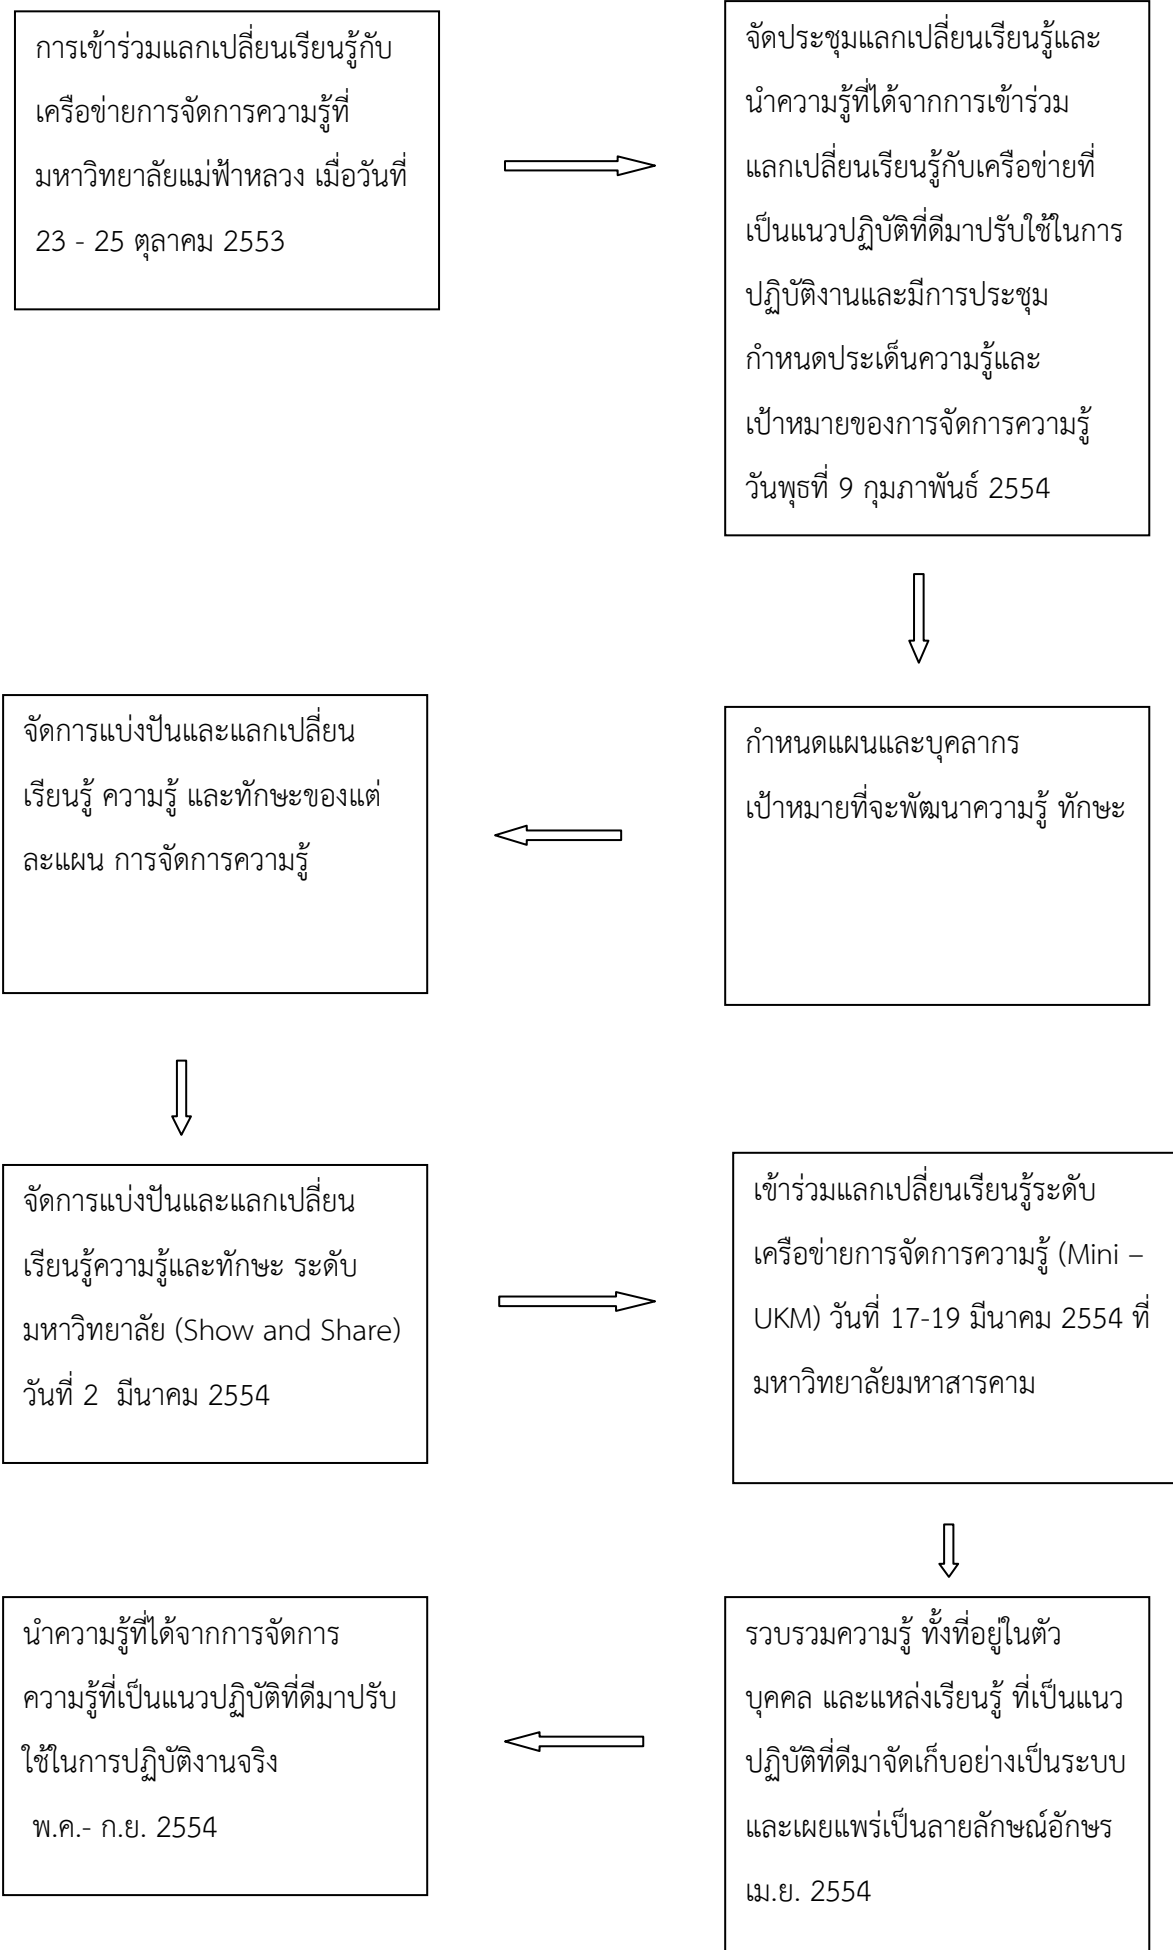 การเข้าร่วมแลกเปลี่ยนเรียนรู้กับ
เครือข่ายการจัดการความรู้ที่
มหาวิทยาลัยแม่ฟ้าหลวง เมื่อวันที่
23 - 25 ตุลาคม 2553
จัดประชุมแลกเปลี่ยนเรียนรู้และ
นำความรู้ที่ได้จากการเข้าร่วม
แลกเปลี่ยนเรียนรู้กับเครือข่ายที่
เป็นแนวปฏิบัติที่ดีมาปรับใช้ในการ
ปฏิบัติงานและมีการประชุม
กำหนดประเด็นความรู้และ
เป้าหมายของการจัดการความรู้
วันพุธที่ 9 กุมภาพันธ์ 2554
กำหนดแผนและบุคลากร
เป้าหมายที่จะพัฒนาความรู้ ทักษะ
จัดการแบ่งปันและแลกเปลี่ยน
เรียนรู้ ความรู้ และทักษะของแต่
ละแผน การจัดการความรู้
จัดการแบ่งปันและแลกเปลี่ยน
เรียนรู้ความรู้และทักษะ ระดับ
มหาวิทยาลัย (Show and Share)
วันที่ 2 มีนาคม 2554
เข้าร่วมแลกเปลี่ยนเรียนรู้ระดับ
เครือข่ายการจัดการความรู้ (Mini –
UKM) วันที่ 17-19 มีนาคม 2554 ที่
มหาวิทยาลัยมหาสารคาม
รวบรวมความรู้ ทั้งที่อยู่ในตัว
บุคคล และแหล่งเรียนรู้ ที่เป็นแนว
ปฏิบัติที่ดีมาจัดเก็บอย่างเป็นระบบ
และเผยแพร่เป็นลายลักษณ์อักษร
เม.ย. 2554
นำความรู้ที่ได้จากการจัดการ
ความรู้ที่เป็นแนวปฏิบัติที่ดีมาปรับ
ใช้ในการปฏิบัติงานจริง
พ.ค.- ก.ย. 2554